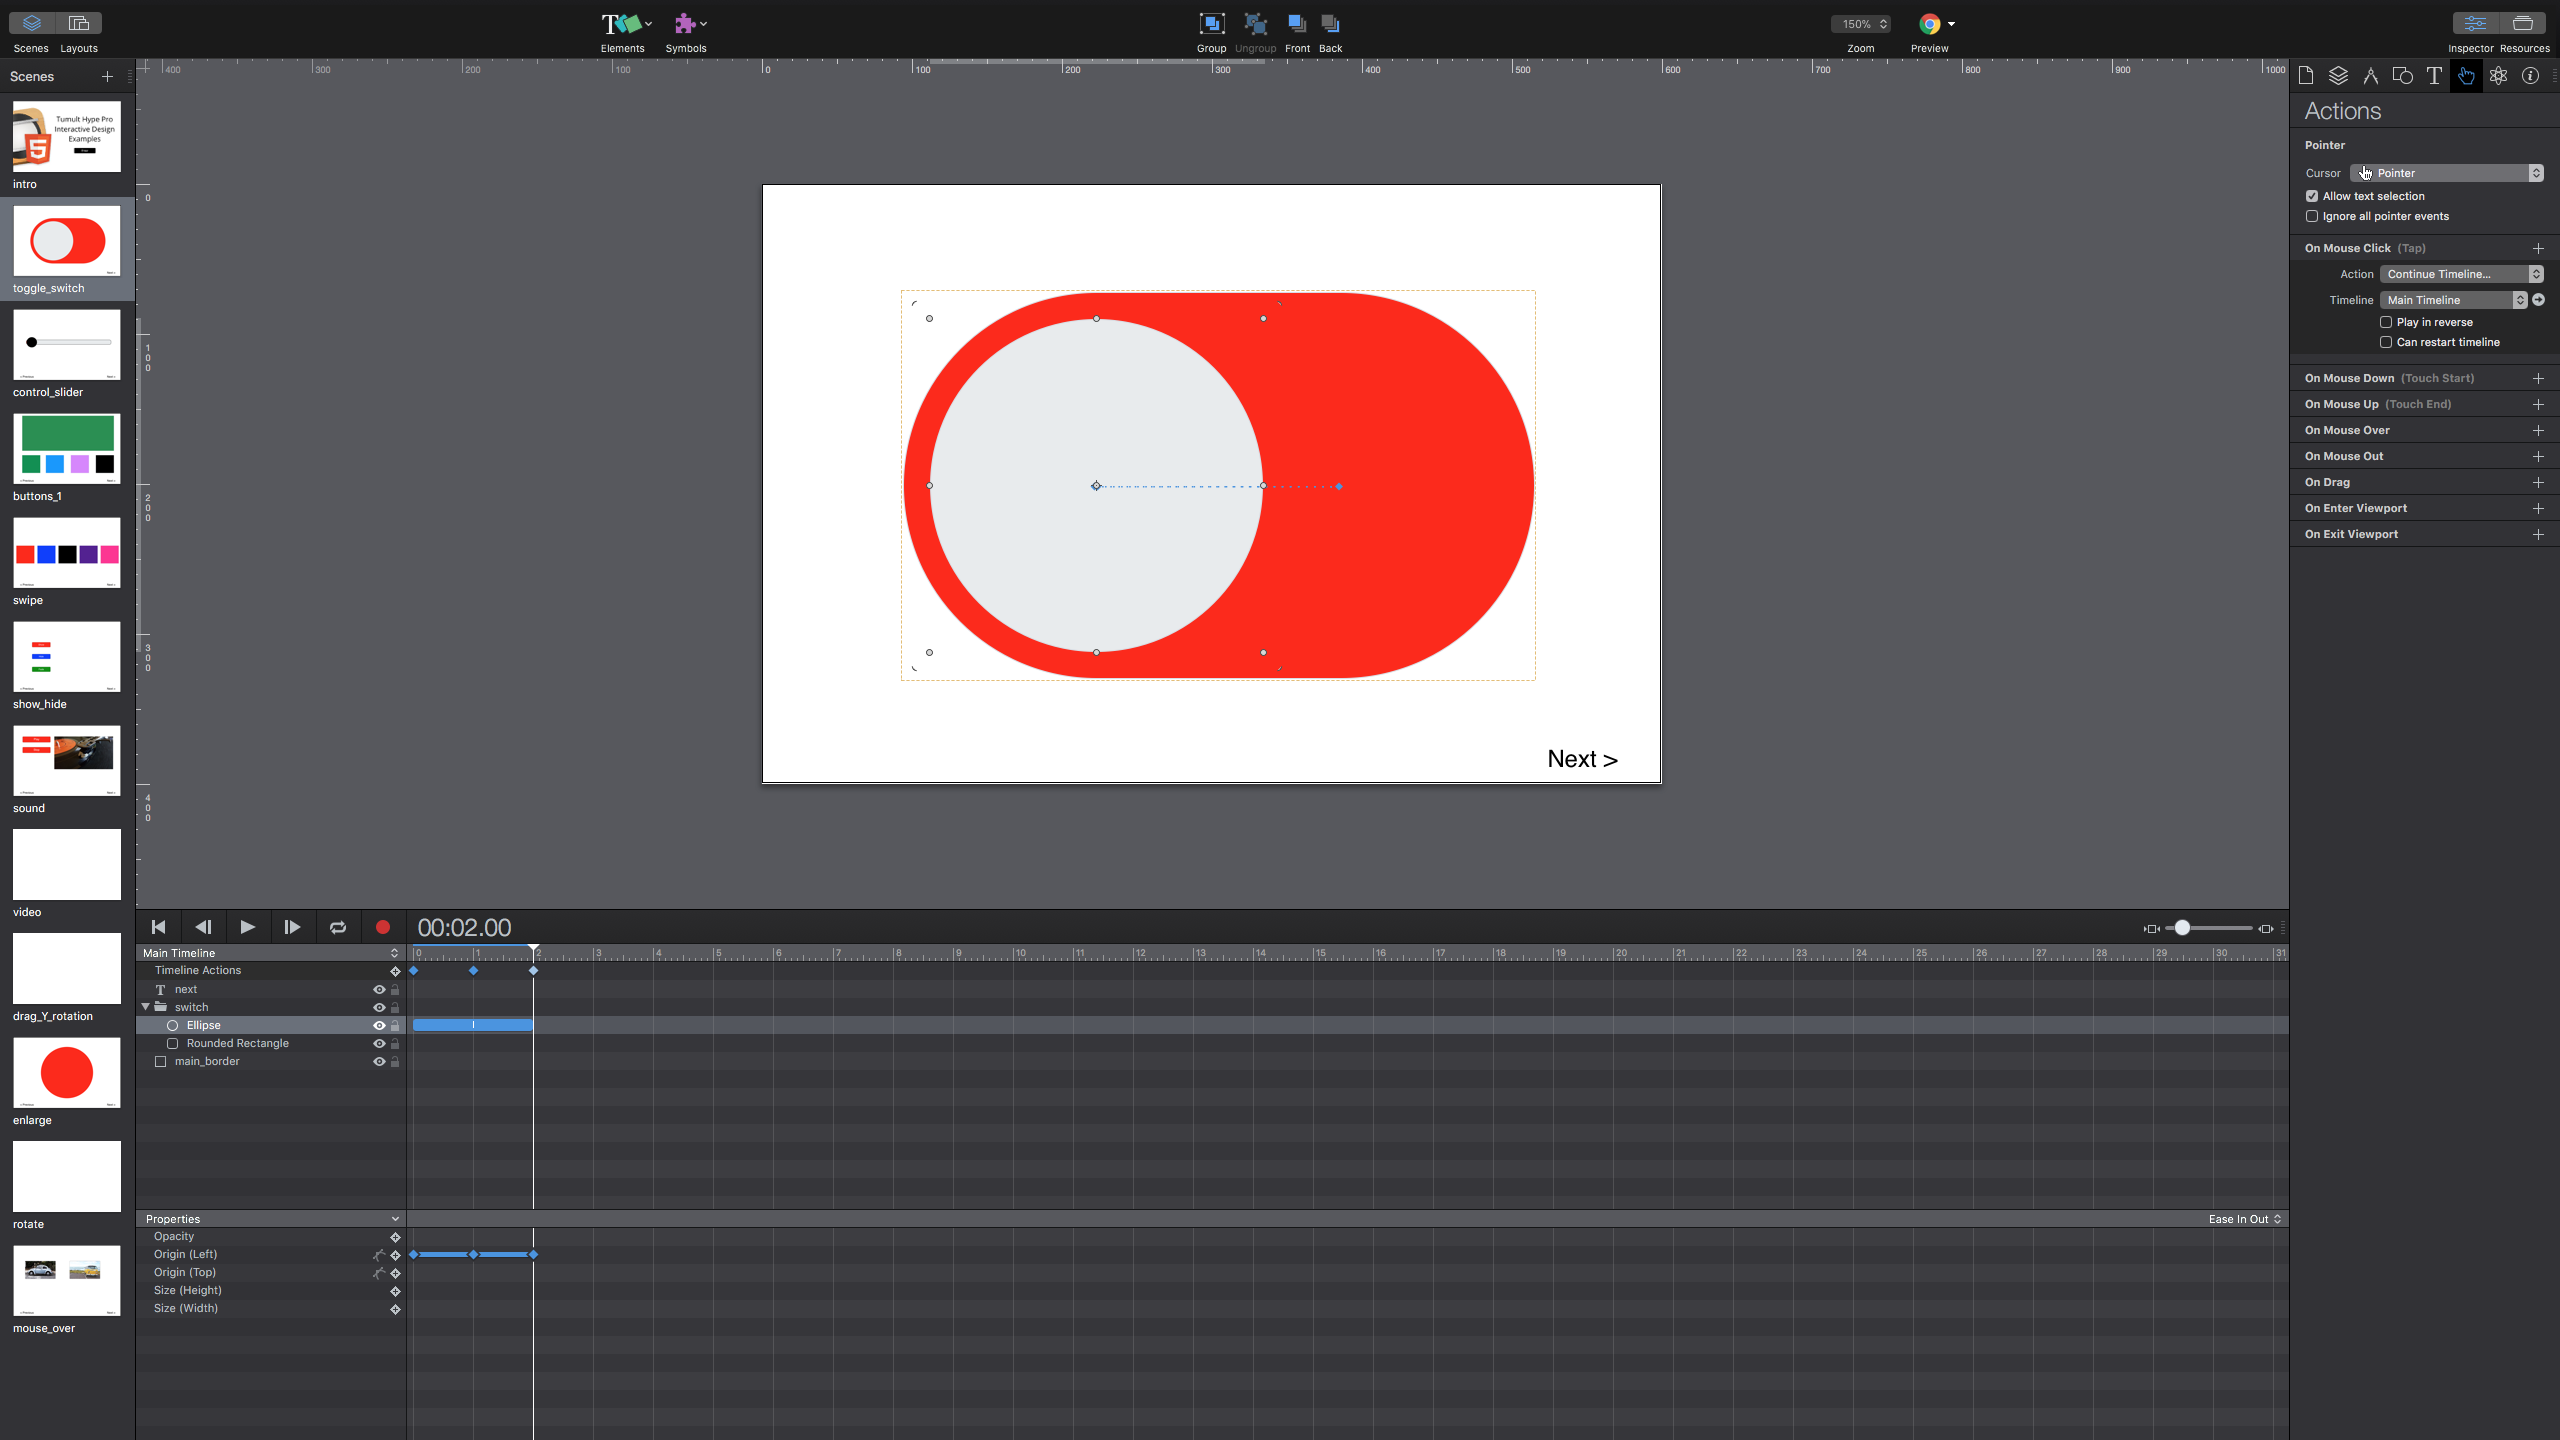 Scenes Layouts
Elements Symbols
Group Ungroup Front Back
150%
Zoom
Preview
Inspector Resources
Scenes
Tumult Hype Pro
Interactive Design
Examples
intro
toggle_switch
control_slider
buttons_1
swipe
show_hide
sound
video
drag_Y_rotation
enlarge
rotate
mouse_over
400 300 200 100 0 100 200 300 400 500 600 700 800 900 1000
0
100
200
300
400
Next >
Actions
Pointer
Cursor Pointer
Allow text selection
Ignore all pointer events
On Mouse Click (Tap)
Action Continue Timeline...
Timeline Main Timeline
Play in reverse
Can restart timeline
On Mouse Down (Touch Start)
On Mouse Up (Touch End)
On Mouse Over
On Mouse Out
On Drag
On Enter Viewport
On Exit Viewport
00:02.00
Main Timeline
0 1 2 3 4 5 6 7 8 9 10 11 12 13 14 15 16 17 18 19 20 21 22 23 24 25 26 27 28 29 30 31
Timeline Actions
next
switch
Ellipse
Rounded Rectangle
main_border
Properties
Ease In Out
Opacity
Origin (Left)
Origin (Top)
Size (Height)
Size (Width)